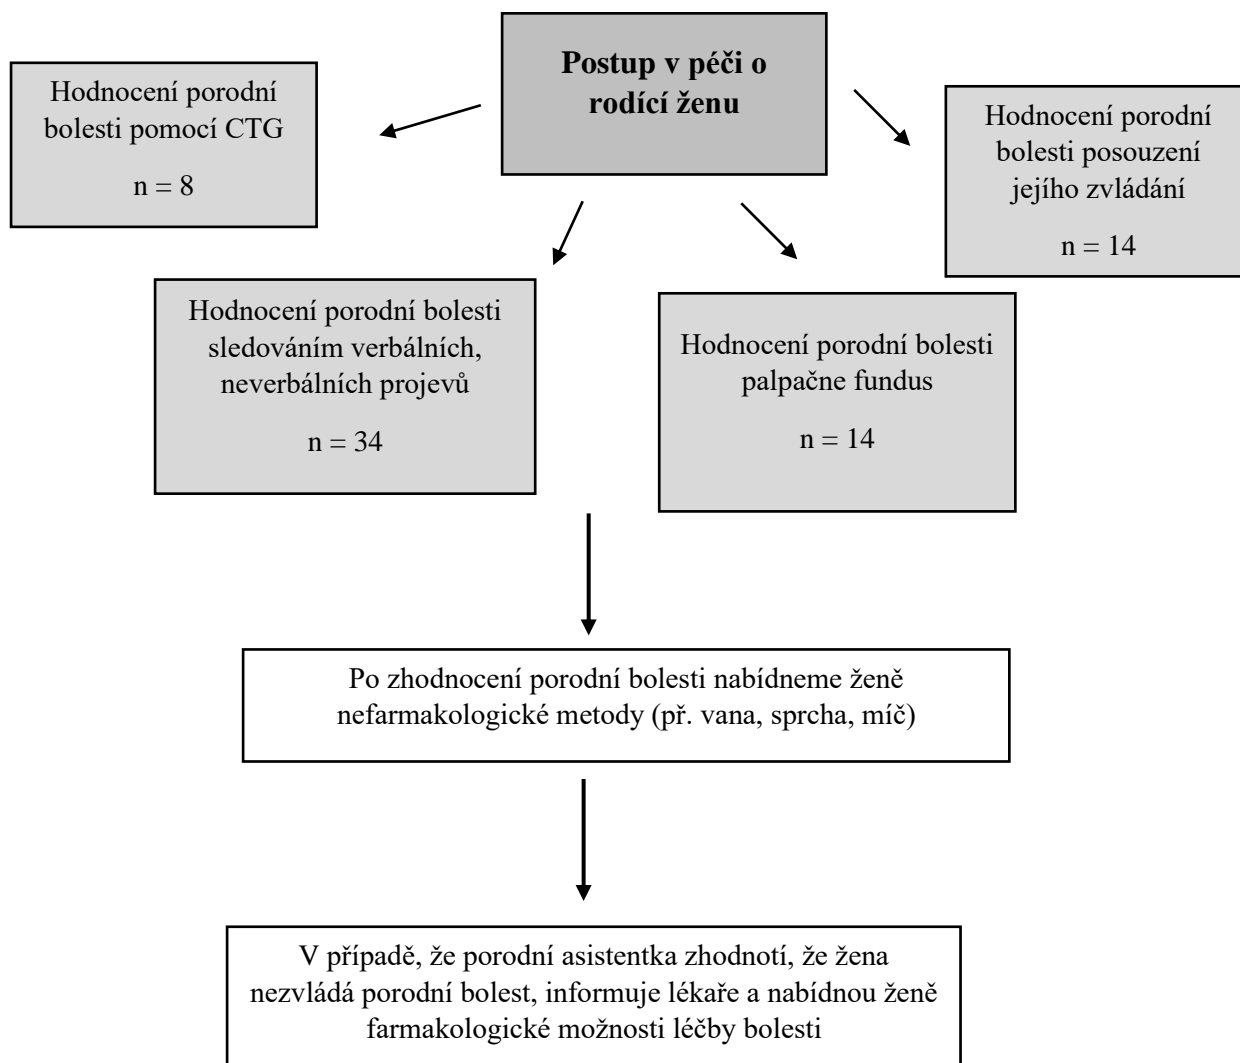 Postup v péči o
rodící ženu
Hodnocení porodní
bolesti pomocí CTG
n = 8
Hodnocení porodní
bolesti posouzení
jejího zvládání
n = 14
Hodnocení porodní bolesti
sledováním verbálních,
neverbálních projevů
n = 34
Hodnocení porodní bolesti
palpačne fundus
n = 14
Po zhodnocení porodní bolesti nabídneme ženě
nefarmakologické metody (př. vana, sprcha, míč)
V případě, že porodní asistentka zhodnotí, že žena
nezvládá porodní bolest, informuje lékaře a nabídnou ženě
farmakologické možnosti léčby bolesti